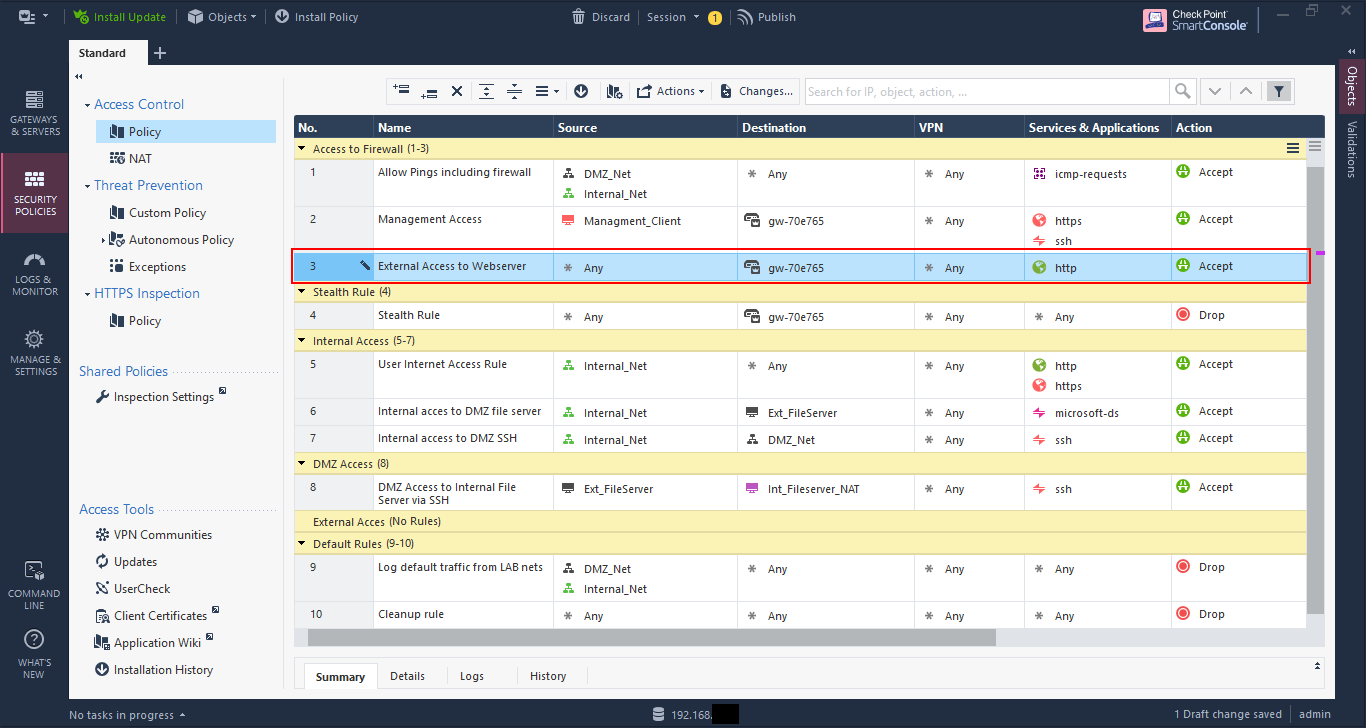 Install Update Objects Install Policy Discard Session 1 Publish Check Point SmartConsole
Standard
Objects
Validations
GATEWAYS & SERVERS
SECURITY POLICIES
LOGS & MONITOR
MANAGE & SETTINGS
COMMAND LINE
WHAT'S NEW
Access Control
Policy
NAT
Threat Prevention
Custom Policy
Autonomous Policy
Exceptions
HTTPS Inspection
Policy
Shared Policies
Inspection Settings
Access Tools
VPN Communities
Updates
UserCheck
Client Certificates
Application Wiki
Installation History
Actions Changes... Search for IP, object, action, ...
No. Name Source Destination VPN Services & Applications Action
Access to Firewall (1-3)
1 Allow Pings including firewall DMZ_Net Any Any icmp-requests Accept
Internal_Net
2 Management Access Managment_Client gw-70e765 Any https Accept
ssh
3 External Access to Webserver Any gw-70e765 Any http Accept
Stealth Rule (4)
4 Stealth Rule Any gw-70e765 Any Any Drop
Internal Access (5-7)
5 User Internet Access Rule Internal_Net Any Any http Accept
https
6 Internal acces to DMZ file server Internal_Net Ext_FileServer Any microsoft-ds Accept
7 Internal access to DMZ SSH Internal_Net DMZ_Net Any ssh Accept
DMZ Access (8)
8 DMZ Access to Internal File Ext_FileServer Int_Fileserver_NAT Any ssh Accept
Server via SSH
External Acces (No Rules)
Default Rules (9-10)
9 Log default traffic from LAB nets DMZ_Net Any Any Any Drop
Internal_Net
10 Cleanup rule Any Any Any Any Drop
Summary Details Logs History
No tasks in progress 192.168. 1 Draft change saved admin